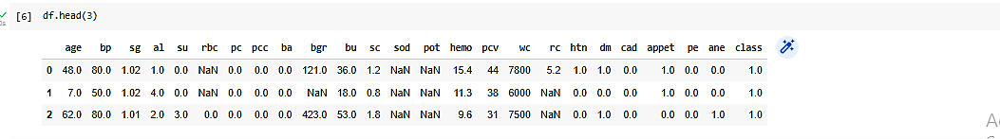 [6] df.head(3)
age bp sg al su rbc pc pcc ba bgr bu sc sod pot hemo pcv wc rc htn dm cad appet pe ane class
0 48.0 80.0 1.02 1.0 0.0 NaN 0.0 0.0 0.0 121.0 36.0 1.2 NaN NaN 15.4 44 7800 5.2 1.0 1.0 0.0 1.0 0.0 0.0 1.0
1 7.0 50.0 1.02 4.0 0.0 NaN 0.0 0.0 0.0 NaN 18.0 0.8 NaN NaN 11.3 38 6000 NaN 0.0 0.0 0.0 1.0 0.0 0.0 1.0
2 62.0 80.0 1.01 2.0 3.0 0.0 0.0 0.0 0.0 423.0 53.0 1.8 NaN NaN 9.6 31 7500 NaN 0.0 1.0 0.0 0.0 0.0 1.0 1.0